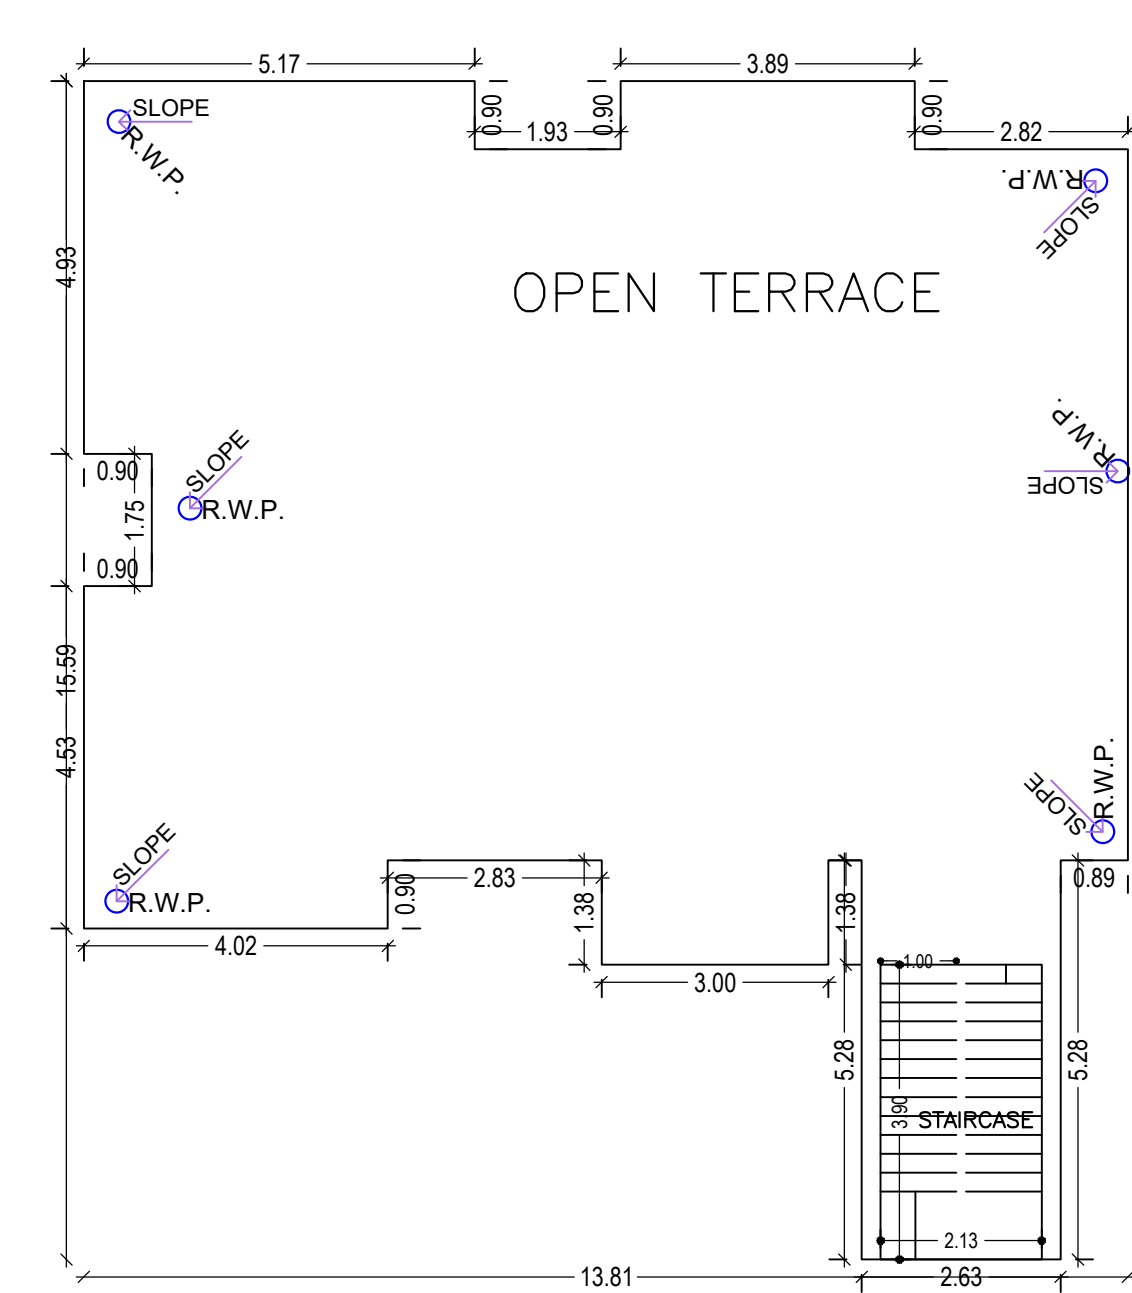 5.17
3.89
SLOPE
R.W.P.
0.90
1.93
0.90
0.90
2.82
R.W.P.
SLOPE
4.93
OPEN TERRACE
R.W.P.
SLOPE
SLOPE
R.W.P.
0.90
1.75
0.90
15.59
4.53
R.W.P.
SLOPE
SLOPE
R.W.P.
4.02
0.90
2.83
1.38
3.00
1.38
0.89
1.00
5.28
3.90
STAIRCASE
5.28
2.13
13.81
2.63